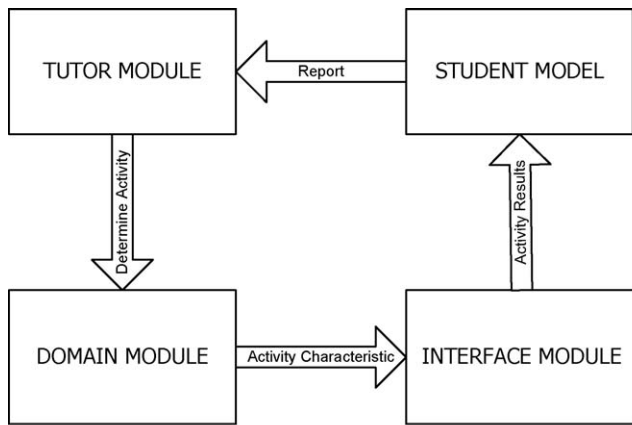 TUTOR MODULE
Report
STUDENT MODEL
Determine Activity
Activity Results
DOMAIN MODULE
Activity Characteristic
INTERFACE MODULE